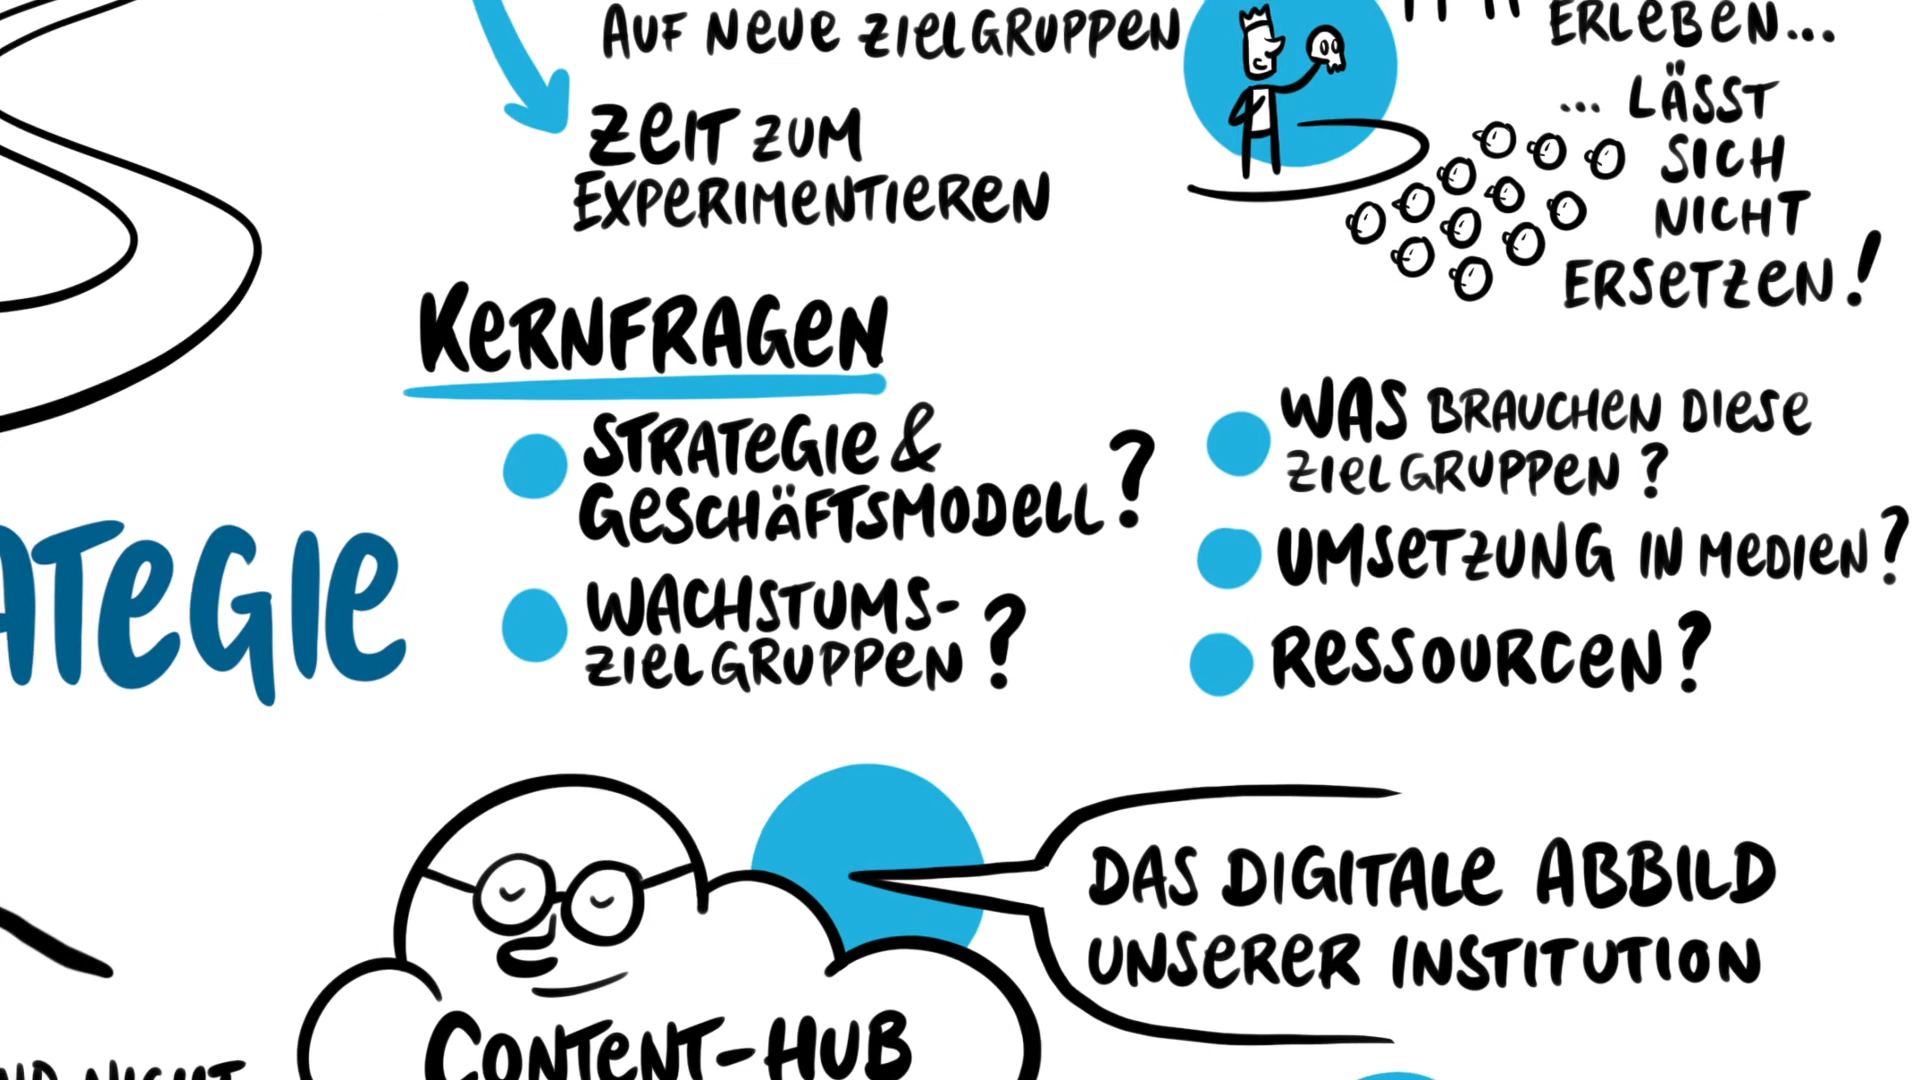 AUF NEUE ZIELGRUPPEN
ZEIT ZUM
EXPERIMENTIEREN
ERLEBEN...
... LÄSST
SICH
NICHT
ERSETZEN!
KERNFRAGEN
STRATEGIE &
GESCHÄFTSMODELL?
WACHSTUMS-
ZIELGRUPPEN?
WAS BRAUCHEN DIESE
ZIELGRUPPEN?
UMSETZUNG IN MEDIEN?
RESSOURCEN?
ATEGIE
DAS DIGITALE ABBILD
UNSERER INSTITUTION
CONTENT-HUB